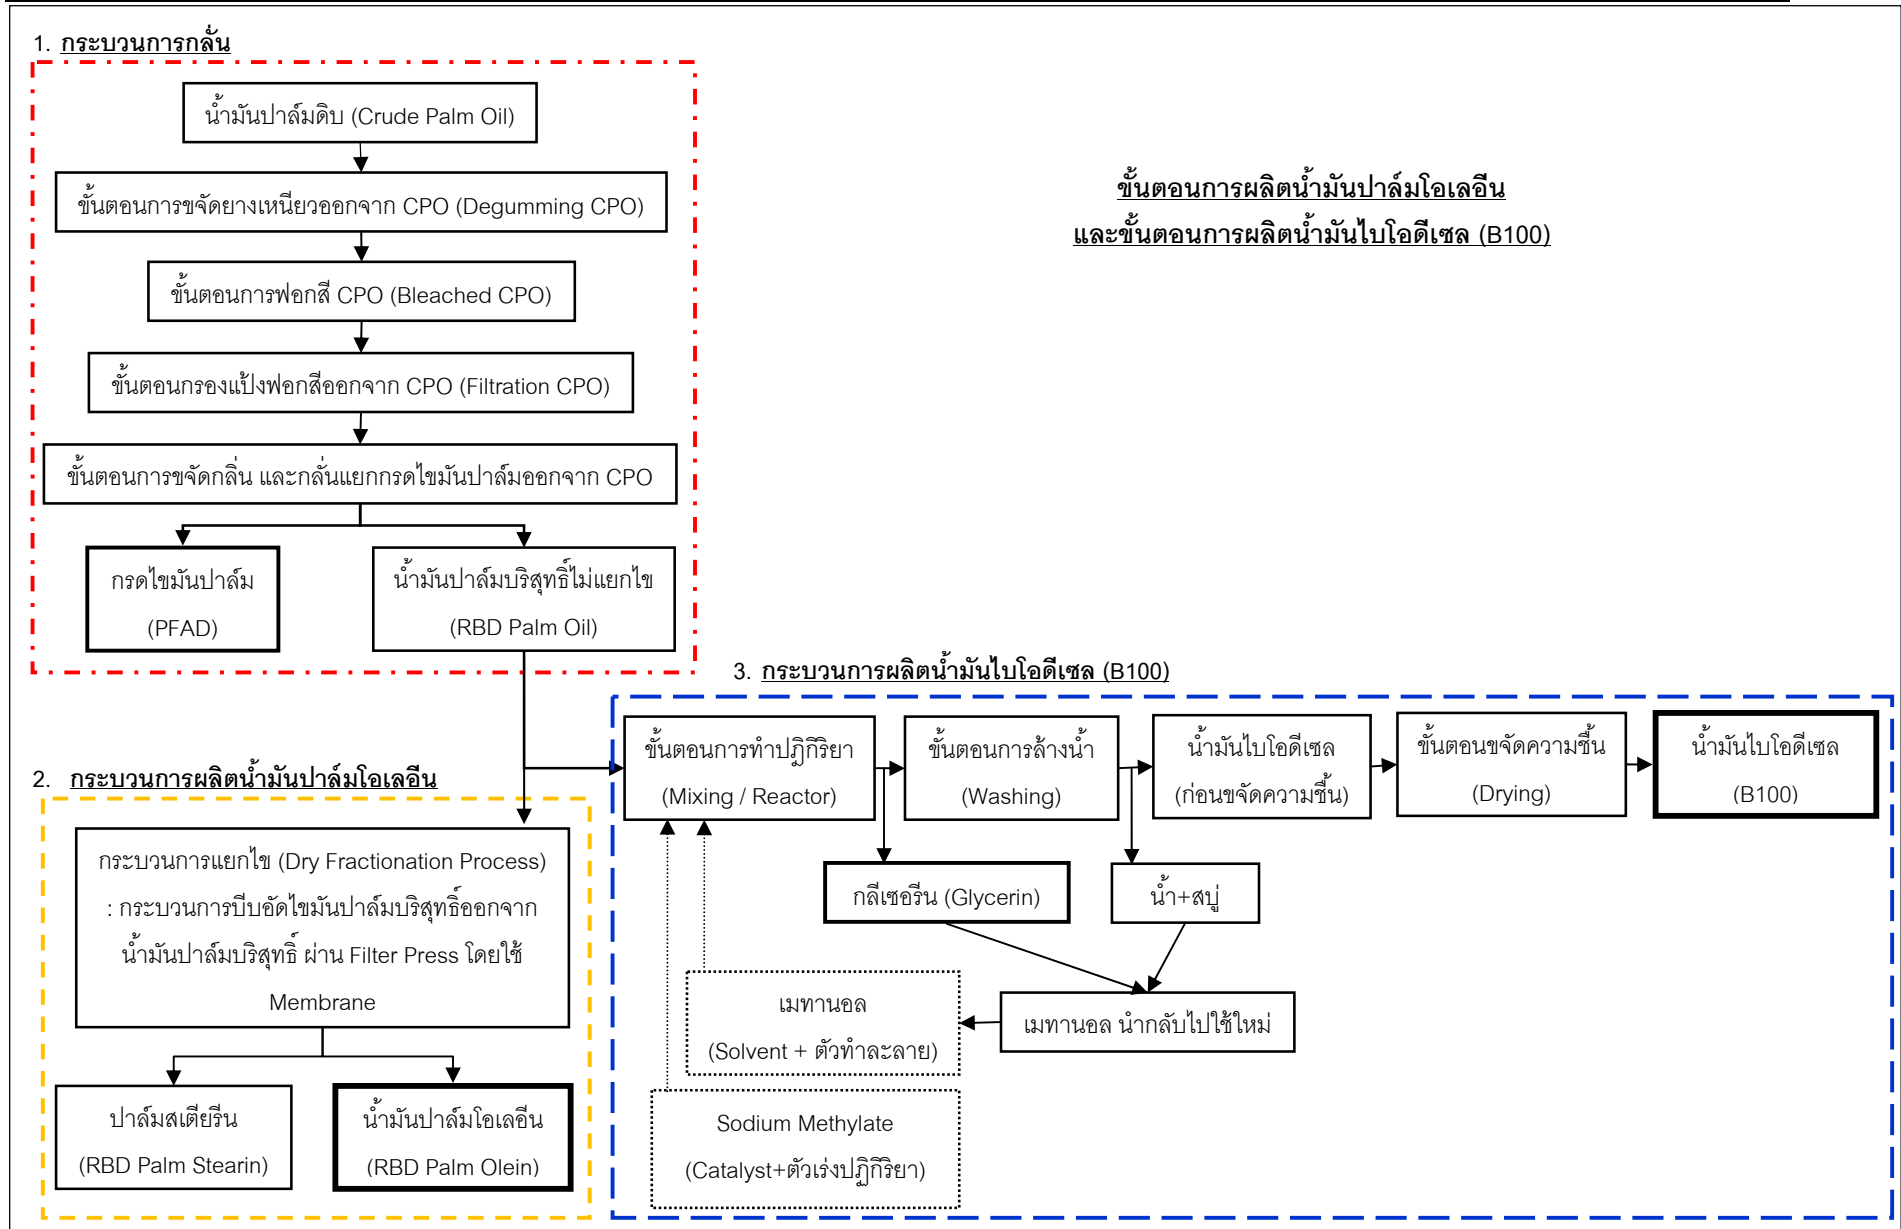 1. กระบวนการกลั่น
น้ำมันปาล์มดิบ (Crude Palm Oil)
ขั้นตอนการขจัดยางเหนียวออกจาก CPO (Degumming CPO)
ขั้นตอนการฟอกสี CPO (Bleached CPO)
ขั้นตอนกรองแป้งฟอกสีออกจาก CPO (Filtration CPO)
ขั้นตอนการขจัดกลิ่น และกลั่นแยกกรดไขมันปาล์มออกจาก CPO
กรดไขมันปาล์ม
(PFAD)
น้ำมันปาล์มบริสุทธิ์ไม่แยกไข
(RBD Palm Oil)
ขั้นตอนการผลิตน้ำมันปาล์มโอเลอีน
และขั้นตอนการผลิตน้ำมันไบโอดีเซล (B100)
2. กระบวนการผลิตน้ำมันปาล์มโอเลอีน
กระบวนการแยกไข (Dry Fractionation Process)
: กระบวนการบีบอัดไขมันปาล์มบริสุทธิ์ออกจาก
น้ำมันปาล์มบริสุทธิ์ ผ่าน Filter Press โดยใช้
Membrane
ปาล์มสเตียรีน
(RBD Palm Stearin)
น้ำมันปาล์มโอเลอีน
(RBD Palm Olein)
3. กระบวนการผลิตน้ำมันไบโอดีเซล (B100)
ขั้นตอนการทำปฏิกิริยา
(Mixing / Reactor)
ขั้นตอนการล้างน้ำ
(Washing)
น้ำมันไบโอดีเซล
(ก่อนขจัดความชื้น)
ขั้นตอนขจัดความชื้น
(Drying)
น้ำมันไบโอดีเซล
(B100)
กลีเซอรีน (Glycerin)
น้ำ+สบู่
เมทานอล
(Solvent + ตัวทำละลาย)
เมทานอล นำกลับไปใช้ใหม่
Sodium Methylate
(Catalyst+ตัวเร่งปฏิกิริยา)